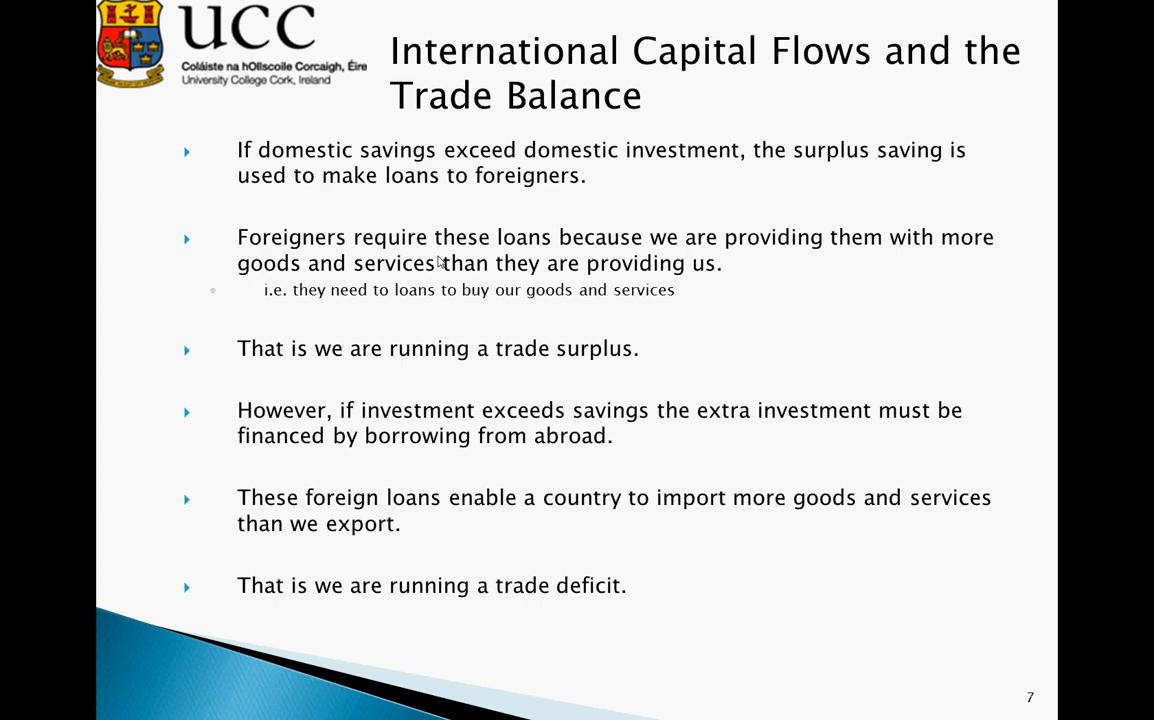 UCC
Coláiste na hOllscoile Corcaigh, Éire
University College Cork, Ireland
International Capital Flows and the
Trade Balance
If domestic savings exceed domestic investment, the surplus saving is
used to make loans to foreigners.
Foreigners require these loans because we are providing them with more
goods and services than they are providing us.
i.e. they need to loans to buy our goods and services
That is we are running a trade surplus.
However, if investment exceeds savings the extra investment must be
financed by borrowing from abroad.
These foreign loans enable a country to import more goods and services
than we export.
That is we are running a trade deficit.
7